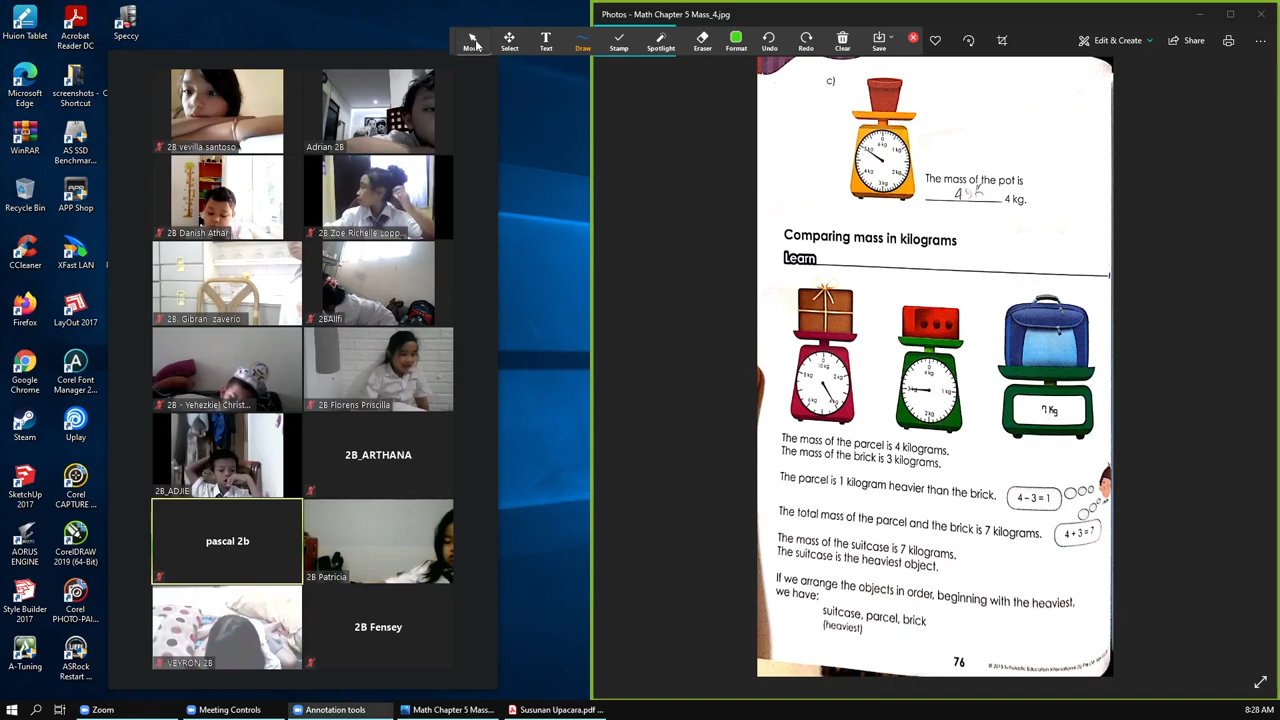 Photos - Math Chapter 5 Mass_4.jpg
Huion Tablet
Acrobat
Reader DC
Speccy
Microsoft
Edge
screenshots -
Shortcut
WinRAR
AS SSD
Benchmar...
Recycle Bin
APP Shop
CCleaner
XFast LAN
Firefox
LayOut 2017
Google
Chrome
Corel Font
Manager 2...
Steam
Uplay
SketchUp
2017
Corel
CAPTURE ...
AORUS
ENGINE
CorelDRAW
2019 (64-Bit)
Style Builder
2017
Corel
PHOTO-PAI...
A-Tuning
ASRock
Restart ...
Select
Text
Draw
Stamp
Spotlight
Eraser
Format
Undo
Redo
Clear
Save
Edit & Create
Share
2B vevilla santoso
Adrian 2B
2B Danish Athar
2B Zoe Richelle Lopp...
2B. Gibran zaverio
2BAlifi
2B - Yehezkiel Christ...
2B Florens Priscilla
2B_ADJIE
2B_ARTHANA
pascal 2b
2B Patricia
VEYRON 2B
2B Fensey
c)
The mass of the pot is
4 kg.
Comparing mass in kilograms
Learn
7 Kg
The mass of the parcel is 4 kilograms.
The mass of the brick is 3 kilograms.
The parcel is 1 kilogram heavier than the brick.
4 – 3 = 1
The total mass of the parcel and the brick is 7 kilograms.
4 + 3 = 7
The mass of the suitcase is 7 kilograms.
The suitcase is the heaviest object.
If we arrange the objects in order, beginning with the heaviest,
we have:
suitcase, parcel, brick
(heaviest)
76
Zoom
Meeting Controls
Annotation tools
Math Chapter 5 Mass...
Susunan Upacara.pdf ...
8:28 AM